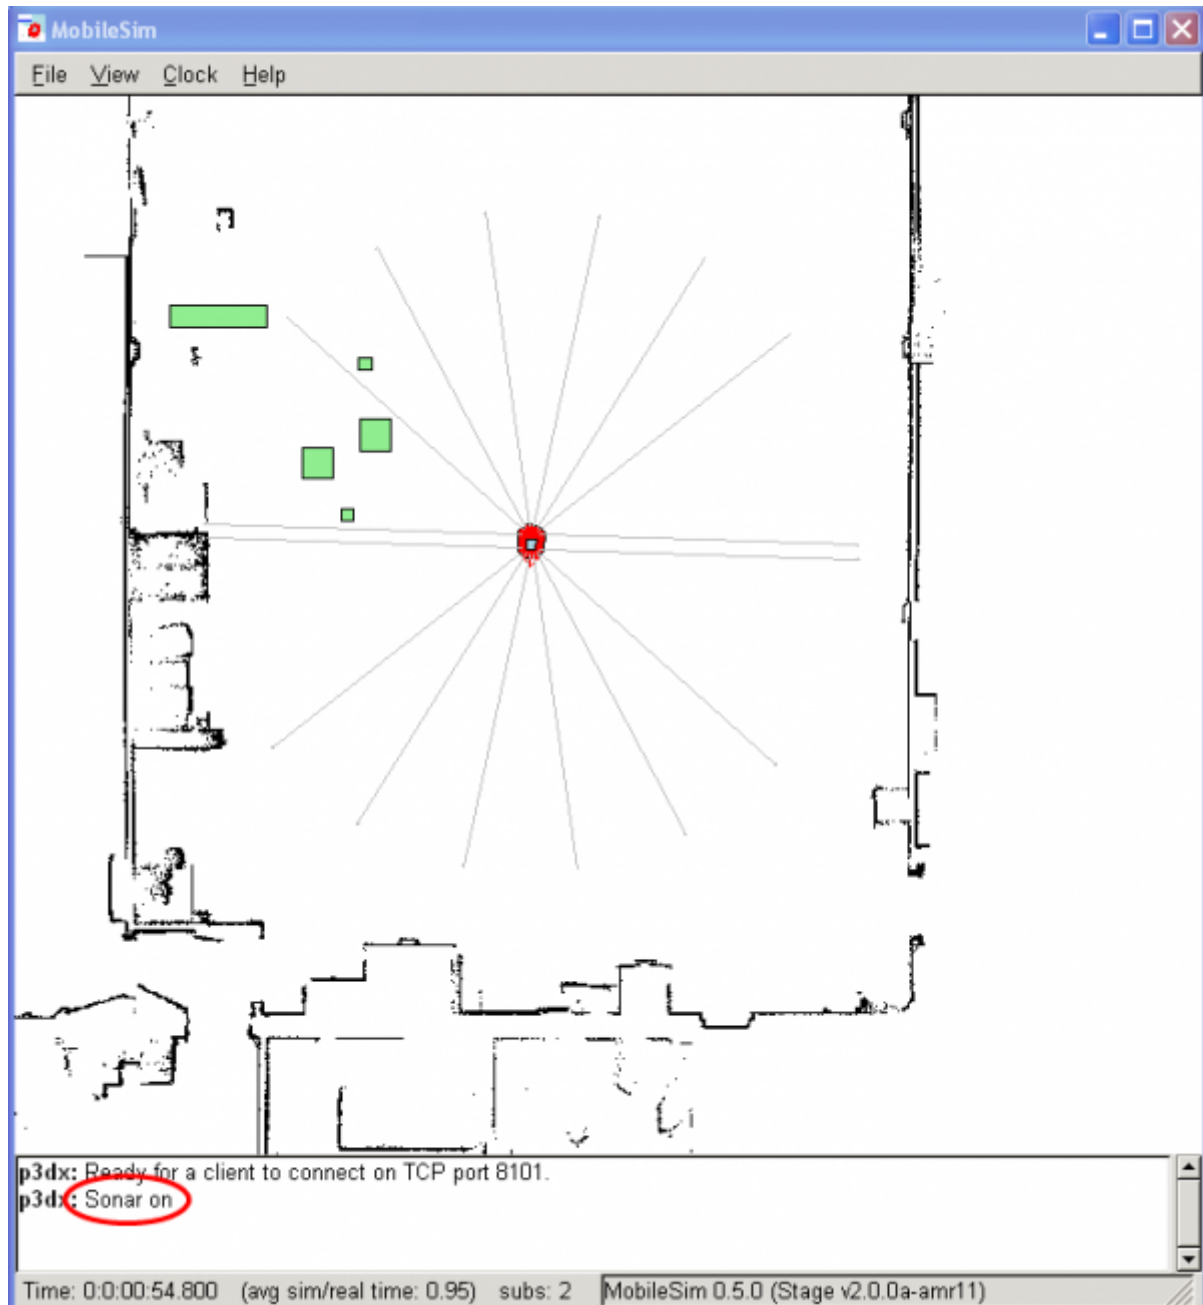 MobileSim
File View Clock Help
p3dx: Ready for a client to connect on TCP port 8101.
p3dx: Sonar on
Time: 0:0:00:54.800 (avg sim/real time: 0.95) subs: 2 MobileSim 0.5.0 (Stage v2.0.0a-amr11)